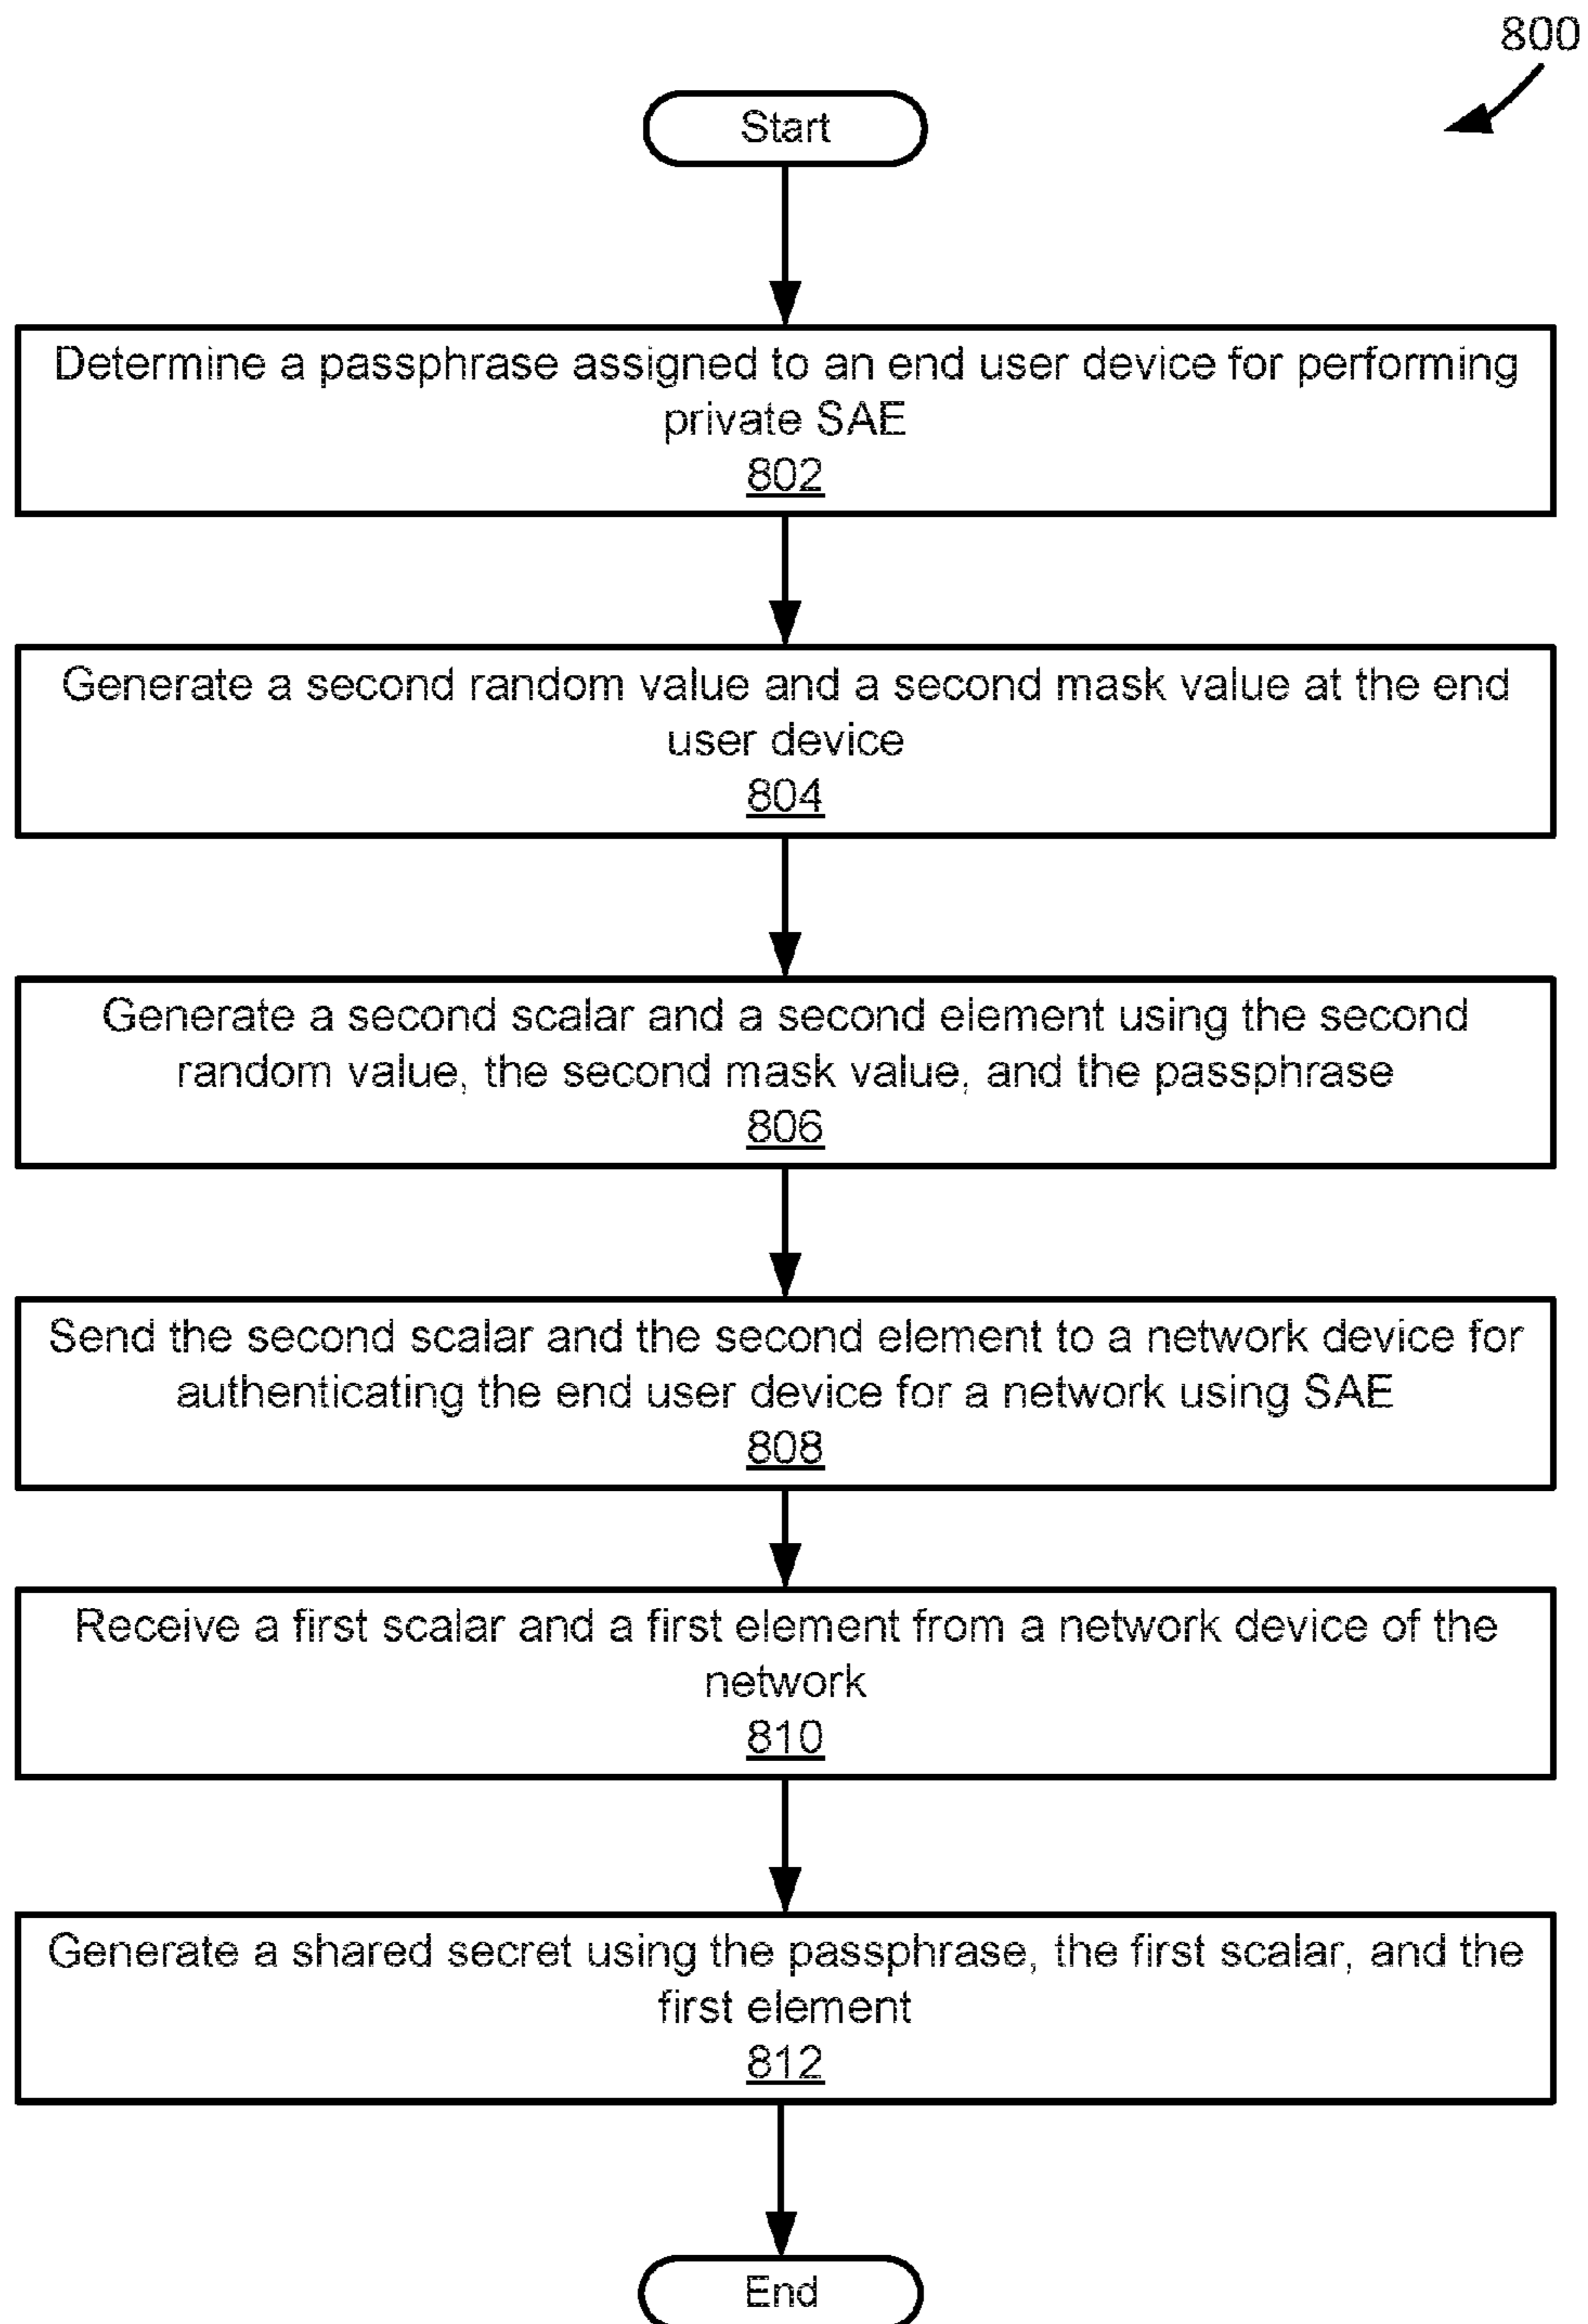 800
Start
Determine a passphrase assigned to an end user device for performing
private SAE
802
Generate a second random value and a second mask value at the end
user device
804
Generate a second scalar and a second element using the second
random value, the second mask value, and the passphrase
806
Send the second scalar and the second element to a network device for
authenticating the end user device for a network using SAE
808
Receive a first scalar and a first element from a network device of the
network
810
Generate a shared secret using the passphrase, the first scalar, and the
first element
812
End